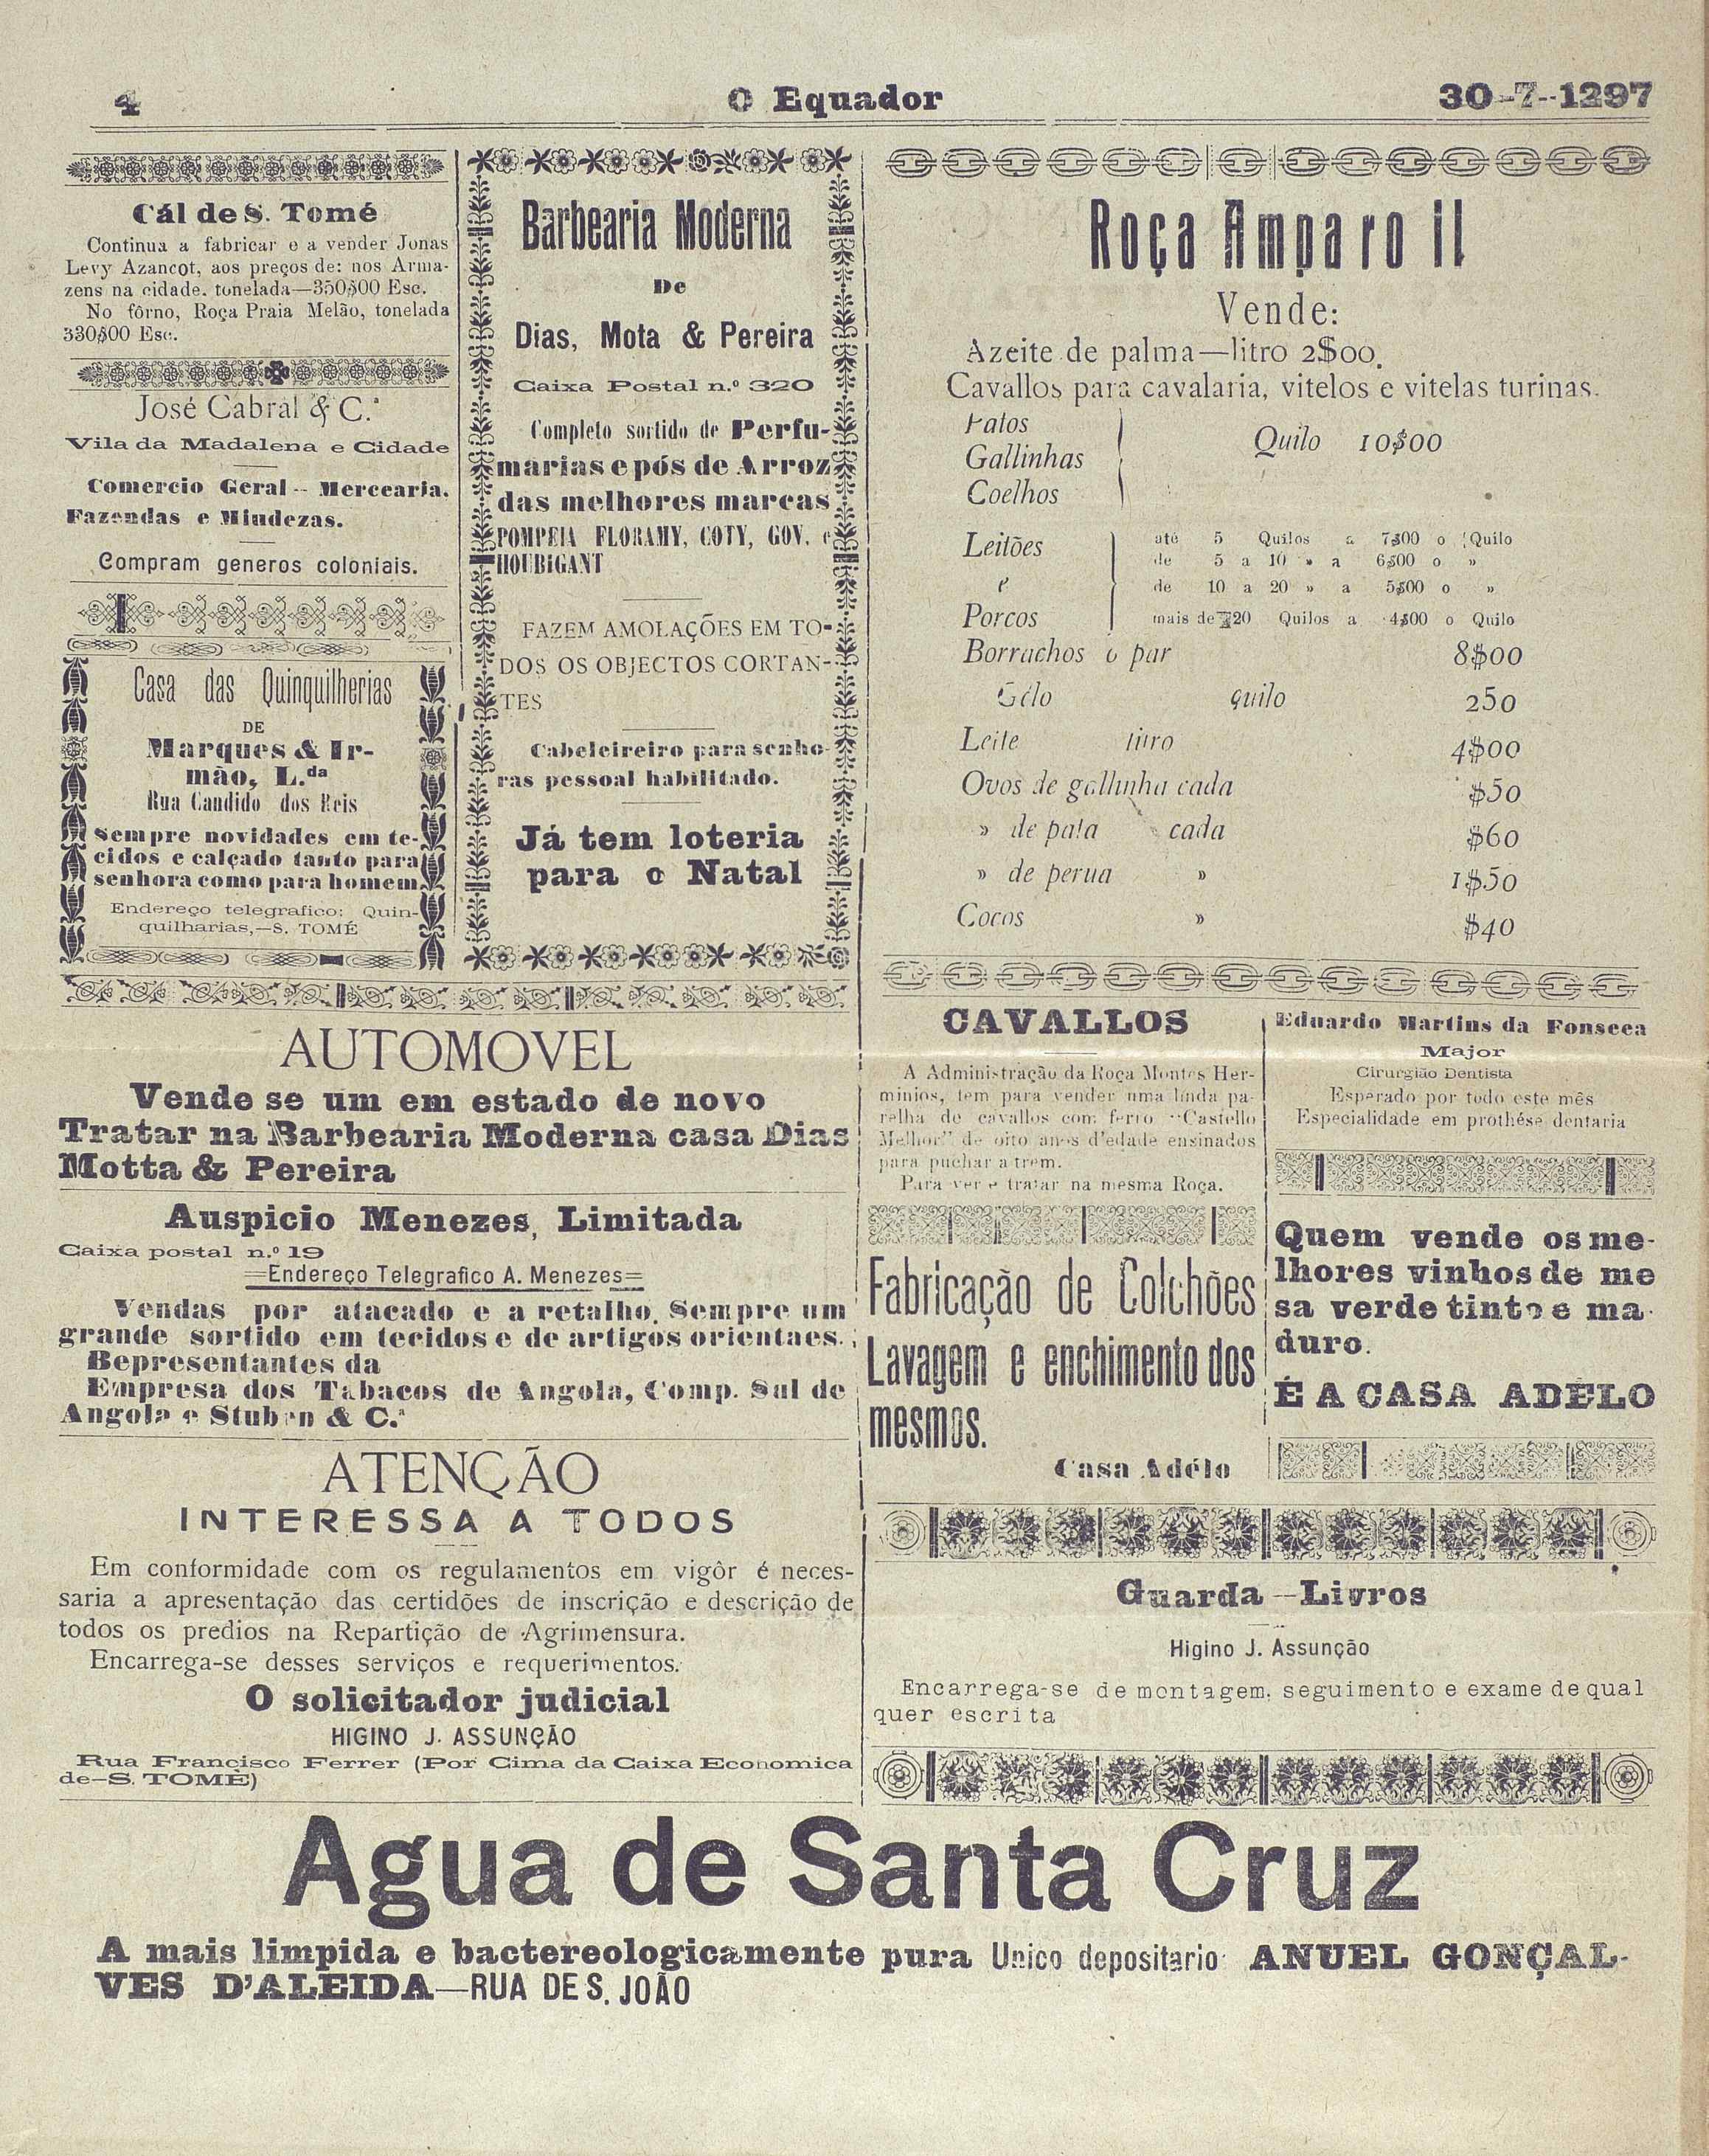 4
O Equador
30-7--1297
Cál de S. Tomé
Continua a fabricar e a vender Jonas
Levy Azancot, aos preços de: nos Arma-
zens na cidade. tonelada—350$00 Esc.
No fôrno, Roça Praia Melão, tonelada
330$00 Esc.
José Cabral & C.ª
Vila da Madalena e Cidade
Comercio Geral -- Mercearia.
Fazendas e Miudezas.
Compram generos coloniais.
Casa das Quinquilherias
DE
Marques & Ir-
mão, L.da
Rua Candido dos Reis
Sempre novidades em te-
cidos e calçado tanto para
senhora como para homem
Endereço telegrafico: Quin-
quilharias,—S. TOMÉ
Barbearia Moderna
De
Dias, Mota & Pereira
Caixa Postal n.º 320
Completo sortido de Perfu-
marias e pós de Arroz
das melhores marcas
POMPEIA FLORAMY, COTY, GOV. e
HOUBIGANT
FAZEM AMOLAÇÕES EM TO-
DOS OS OBJECTOS CORTAN-
TES
Cabeleireiro para senho-
ras pessoal habilitado.
Já tem loteria
para o Natal
Roça Amparo il
Vende:
Azeite de palma—litro 2$00.
Cavallos para cavalaria, vitelos e vitelas turinas.
Patos
Gallinhas Quilo 10$00
Coelhos
Leitões até 5 Quilos a 7$00 o Quilo
de 5 a 10 » a 6$00 o »
e de 10 a 20 » a 5$00 o »
Porcos mais de 20 Quilos a 4$00 o Quilo
Borrachos o par 8$00
Gêlo quilo 250
Leite litro 4$00
Ovos de gallinha cada $50
» de pata cada $60
» de perua » 1$50
Cocos » $40
AUTOMOVEL
Vende se um em estado de novo
Tratar na Barbearia Moderna casa Dias
Motta & Pereira
Auspicio Menezes, Limitada
Caixa postal n.º 19
=Endereço Telegrafico A. Menezes=
Vendas por atacado e a retalho. Sempre um
grande sortido em tecidos e de artigos orientaes.
Bepresentantes da
Empresa dos Tabacos de Angola, Comp. Sul de
Angola e Stuben & C.ª
ATENÇÃO
INTERESSA A TODOS
Em conformidade com os regulamentos em vigôr é neces-
saria a apresentação das certidões de inscrição e descrição de
todos os predios na Repartição de Agrimensura.
Encarrega-se desses serviços e requerimentos.
O solicitador judicial
HIGINO J. ASSUNÇÃO
Rua Francisco Ferrer (Por Cima da Caixa Economica
de—S. TOMÉ)
CAVALLOS
A Administração da Roça Montes Her-
minios, tem para vender uma linda pa-
relha de cavallos com ferro "Castello
Melhor" de oito anos d'edade ensinados
para puchar a trem.
Para ver e tratar na mesma Roça.
Fabricação de Colchões
Lavagem e enchimento dos
mesmos.
Casa Adélo
Eduardo Martins da Fonseca
Major
Cirurgião Dentista
Esperado por todo este mês
Especialidade em prothése dentaria
Quem vende os me-
lhores vinhos de me
sa verde tinto e ma-
duro.
É A CASA ADELO
Guarda—Livros
Higino J. Assunção
Encarrega-se de montagem, seguimento e exame de qual
quer escrita
Agua de Santa Cruz
A mais limpida e bactereologicamente pura Unico depositario ANUEL GONÇAL-
VES D'ALEIDA—RUA DE S. JOÃO